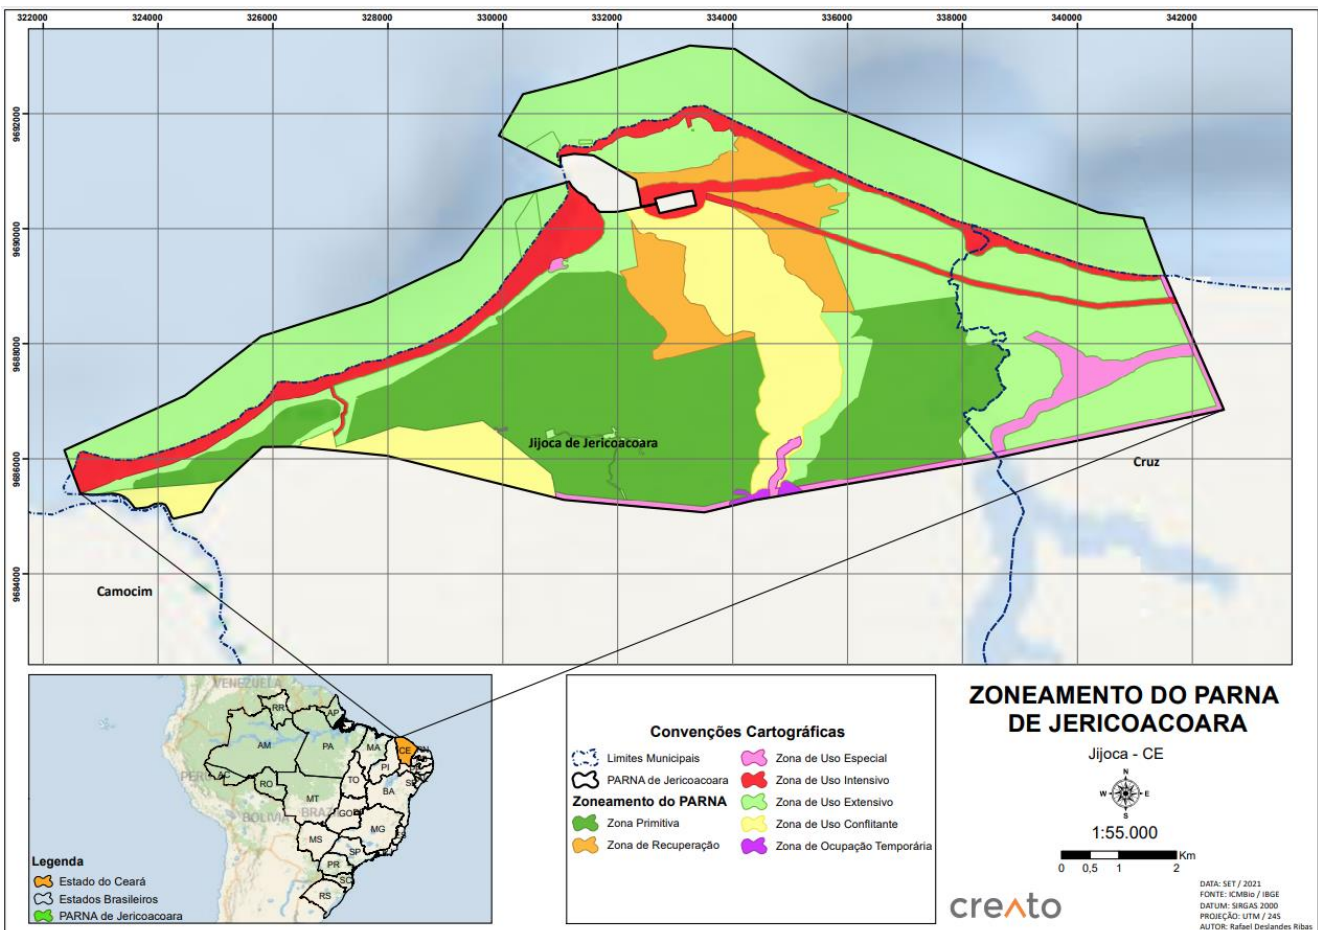 322000 324000 326000 328000 330000 332000 334000 336000 338000 340000 342000
9692000
9690000
9688000
9686000
9684000
Jijoca de Jericoacoara
Cruz
Camocim
VENEZUELA
RR
AP
AM
PA
MA
CE
RN
PERU
AC
RO
TO
PI
BA
MT
BOLIVIA
BRAZIL
GO
MG
MS
SP
PR
SC
RS
Legenda
Estado do Ceará
Estados Brasileiros
PARNA de Jericoacoara
Convenções Cartográficas
Limites Municipais
PARNA de Jericoacoara
Zoneamento do PARNA
Zona Primitiva
Zona de Recuperação
Zona de Uso Especial
Zona de Uso Intensivo
Zona de Uso Extensivo
Zona de Uso Conflitante
Zona de Ocupação Temporária
ZONEAMENTO DO PARNA
DE JERICOACOARA
Jijoca - CE
N
W E
S
1:55.000
Km
0 0,5 1 2
creato
DATA: SET / 2021
FONTE: ICMBio / IBGE
DATUM: SIRGAS 2000
PROJEÇÃO: UTM / 24S
AUTOR: Rafael Deslandes Ribas